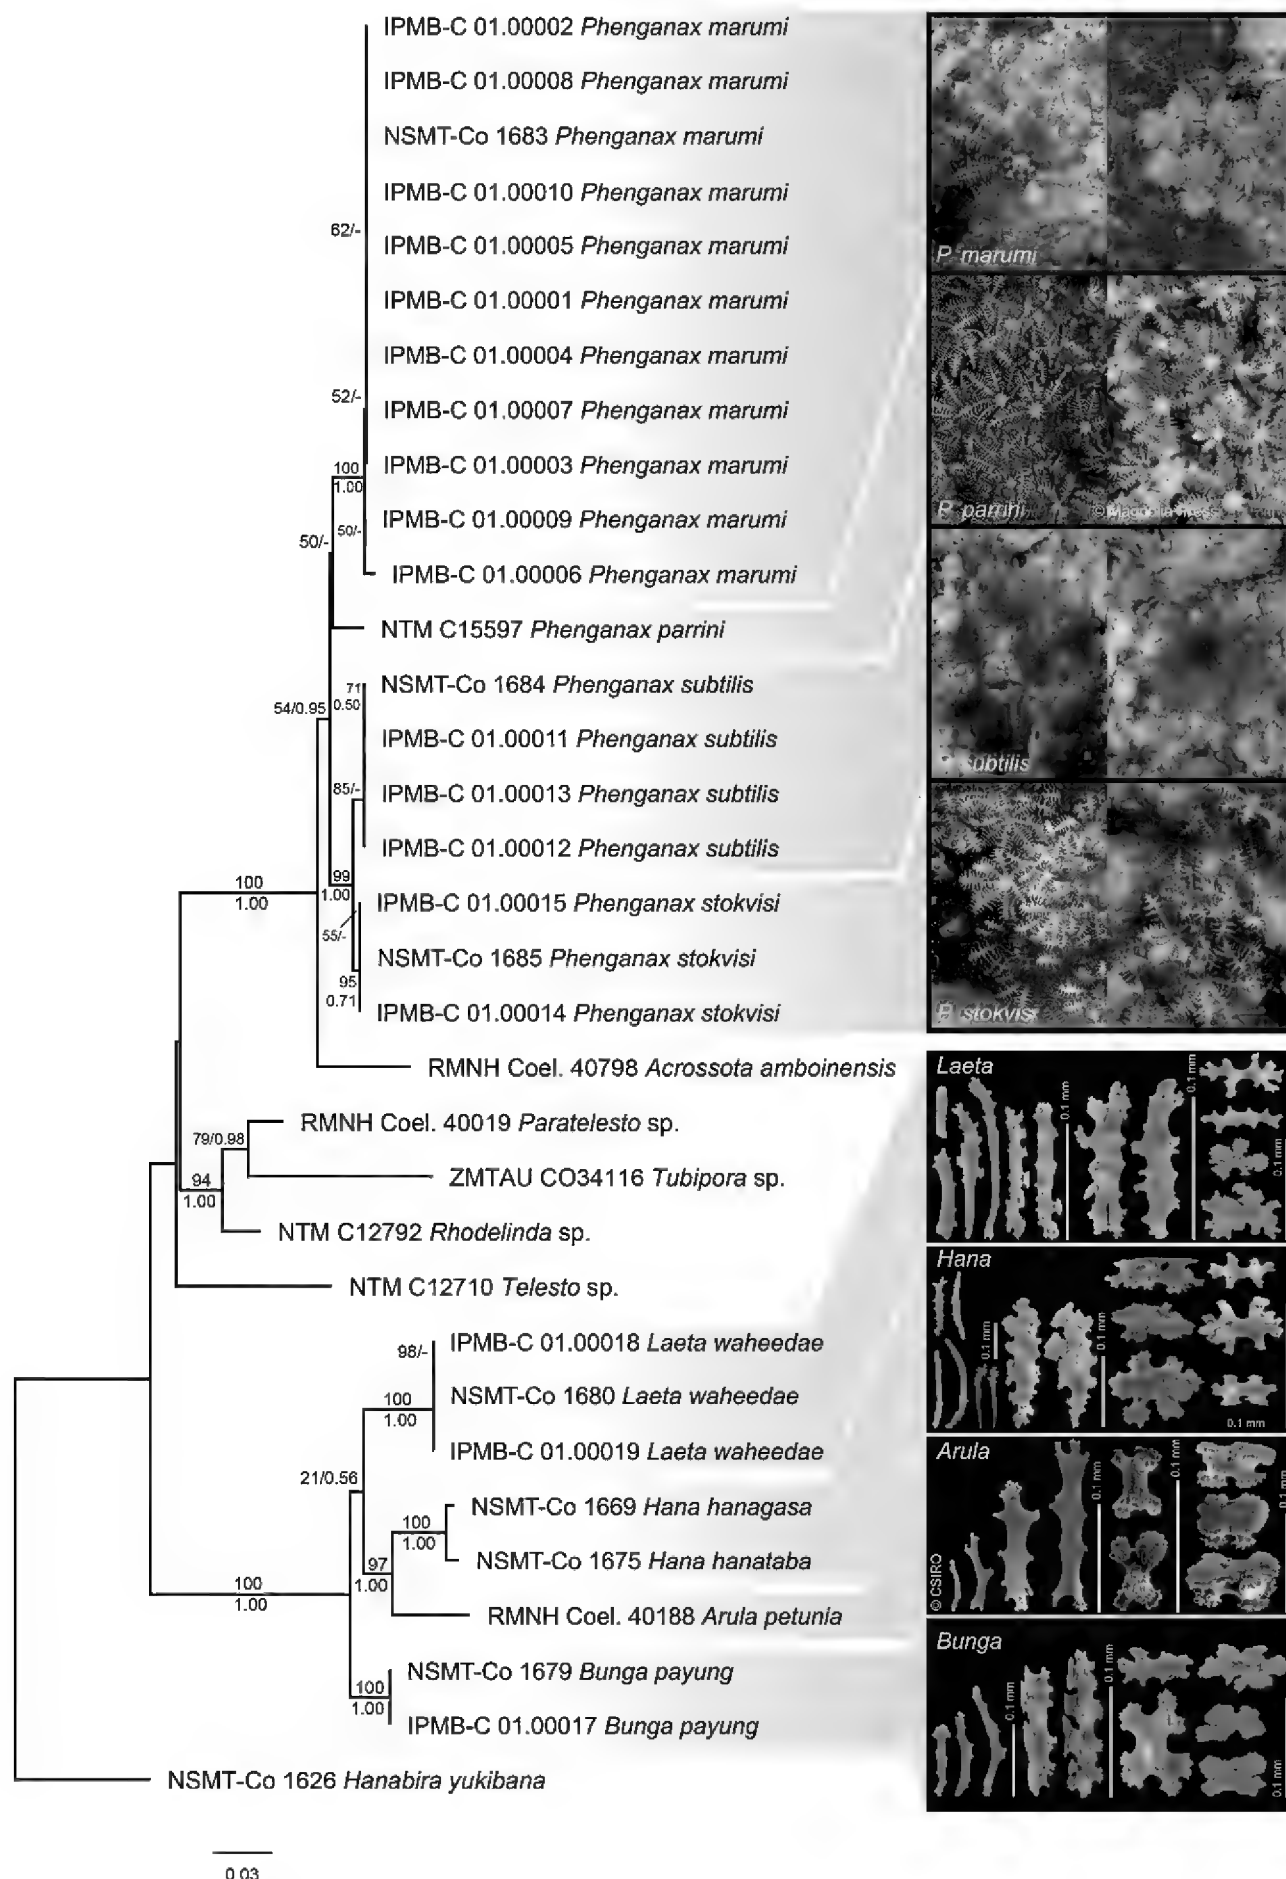 IPMB-C 01.00002 Phenganax marumi
IPMB-C 01.00008 Phenganax marumi
NSMT-Co 1683 Phenganax marumi
IPMB-C 01.00010 Phenganax marumi
62/-
IPMB-C 01.00005 Phenganax marumi
IPMB-C 01.00001 Phenganax marumi
IPMB-C 01.00004 Phenganax marumi
52/-
IPMB-C 01.00007 Phenganax marumi
IPMB-C 01.00003 Phenganax marumi
100
1.00
IPMB-C 01.00009 Phenganax marumi
50/-
50/-
IPMB-C 01.00006 Phenganax marumi
NTM C15597 Phenganax parrini
NSMT-Co 1684 Phenganax subtilis
71
0.50
54/0.95
IPMB-C 01.00011 Phenganax subtilis
85/-
IPMB-C 01.00013 Phenganax subtilis
IPMB-C 01.00012 Phenganax subtilis
100
1.00
99
1.00
IPMB-C 01.00015 Phenganax stokvisi
55/-
NSMT-Co 1685 Phenganax stokvisi
95
0.71
IPMB-C 01.00014 Phenganax stokvisi
RMNH Coel. 40798 Acrossota amboinensis
RMNH Coel. 40019 Paratelesto sp.
79/0.98
ZMTAU CO34116 Tubipora sp.
94
1.00
NTM C12792 Rhodelinda sp.
NTM C12710 Telesto sp.
IPMB-C 01.00018 Laeta waheedae
98/-
NSMT-Co 1680 Laeta waheedae
100
1.00
IPMB-C 01.00019 Laeta waheedae
21/0.56
NSMT-Co 1669 Hana hanagasa
100
1.00
NSMT-Co 1675 Hana hanataba
97
1.00
100
1.00
RMNH Coel. 40188 Arula petunia
NSMT-Co 1679 Bunga payung
100
1.00
IPMB-C 01.00017 Bunga payung
NSMT-Co 1626 Hanabira yukibana
0.03
P. marumi
P. parrini
© Magnolia Press
subtilis
P. stokvisi
Laeta
0.1 mm
0.1 mm
0.1 mm
Hana
0.1 mm
0.1 mm
0.1 mm
Arula
0.1 mm
0.1 mm
0.1 mm
© CSIRO
Bunga
0.1 mm
0.1 mm
0.1 mm